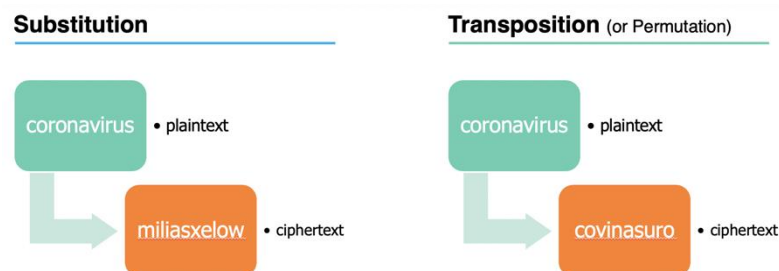 Substitution
coronavirus • plaintext
miliasxelow • ciphertext
Transposition (or Permutation)
coronavirus • plaintext
covinasuro • ciphertext